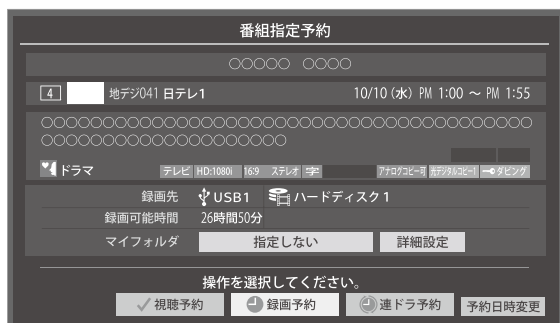 番組指定予約
○○○○○ ○○○○
4 地デジ041 日テレ1 10/10 (水) PM 1:00 ～ PM 1:55
○○○○○○○○○○○○○○○○○○○○○○○○○○○○○○○○○○○○○○
○○○○○○○○○○○○○○○○○○○
ドラマ テレビ HD:1080i 16:9 ステレオ 字 アナログコピー可 光デジタルコピー1 ダビング
録画先 USB1 ハードディスク1
録画可能時間 26時間50分
マイフォルダ 指定しない 詳細設定
操作を選択してください。
視聴予約 録画予約 連ドラ予約 予約日時変更